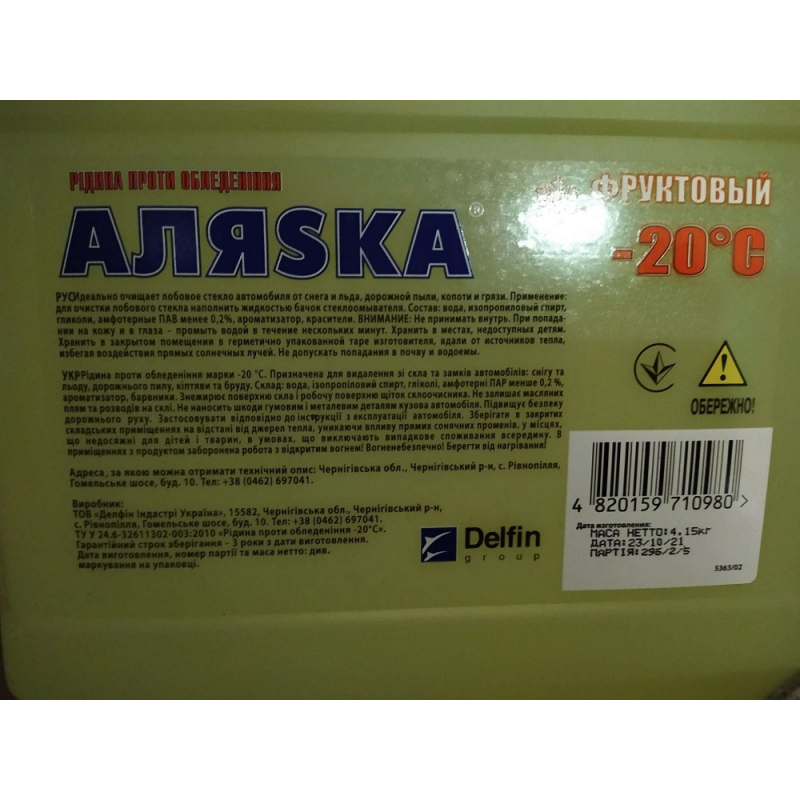 РІДИНА ПРОТИ ОБЛЕДЕНІННЯ
АЛЯSKA®
ФРУКТОВЫЙ
-20°C
РУСИдеально очищает лобовое стекло автомобиля от снега и льда, дорожной пыли, копоти и грязи. Применение:
для очистки лобового стекла наполнить жидкостью бачок стеклоомывателя. Состав: вода, изопропиловый спирт,
гликоли, амфотерные ПАВ менее 0,2%, ароматизатор, красители. ВНИМАНИЕ: Не принимать внутрь. При попада-
нии на кожу и в глаза – промыть водой в течение нескольких минут. Хранить в местах, недоступных детям.
Хранить в закрытом помещении в герметично упакованной таре изготовителя, вдали от источников тепла,
избегая воздействия прямых солнечных лучей. Не допускать попадания в почву и водоемы.
УКРРідина проти обледеніння марки -20 °С. Призначена для видалення зі скла та замків автомобілів: снігу та
льоду, дорожнього пилу, кіптяви та бруду. Склад: вода, ізопропіловий спирт, гліколі, амфотерні ПАР менше 0,2 %,
ароматизатор, барвники. Знежирює поверхню скла і робочу поверхню щіток склоочисника. Не залишає масляних
плям та розводів на склі. Не наносить шкоди гумовим і металевим деталям кузова автомобіля. Підвищує безпеку
дорожнього руху. Застосовувати відповідно до інструкції з експлуатації автомобіля. Зберігати в закритих
складських приміщеннях на відстані від джерел тепла, уникаючи впливу прямих сонячних променів, у місцях,
що недосяжні для дітей і тварин, в умовах, що виключають випадкове споживання всередину. В
приміщеннях з продуктом заборонена робота з відкритим вогнем! Вогненебезпечно! Берегти від нагрівання!
Адреса, за якою можна отримати технічний опис: Чернігівська обл., Чернігівський р-н, с. Рівнопілля,
Гомельське шосе, буд. 10. Тел: +38 (0462) 697041.
Виробник:
ТОВ «Делфін Індастрі Україна», 15582, Чернігівська обл., Чернігівський р-н,
с. Рівнопілля, Гомельське шосе, буд. 10. Тел: +38 (0462) 697041.
ТУ У 24.6-32611302-003:2010 «Рідина проти обледеніння -20°С».
Гарантійний строк зберігання - 3 роки з дати виготовлення.
Дата виготовлення, номер партії та маса нетто: див.
маркування на упаковці.
Delfin
group
ОБЕРЕЖНО!
4 820159 710980 >
Дата изготовления:
МАСА НЕТТО:4,15кг
ДАТА:23/10/21
ПАРТІЯ:296/2/5
5363/02